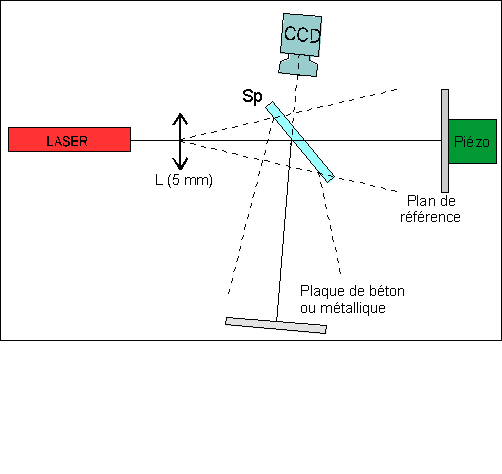 CCD
Sp
LASER
Piézo
L (5 mm)
Plan de
référence
Plaque de béton
ou métallique